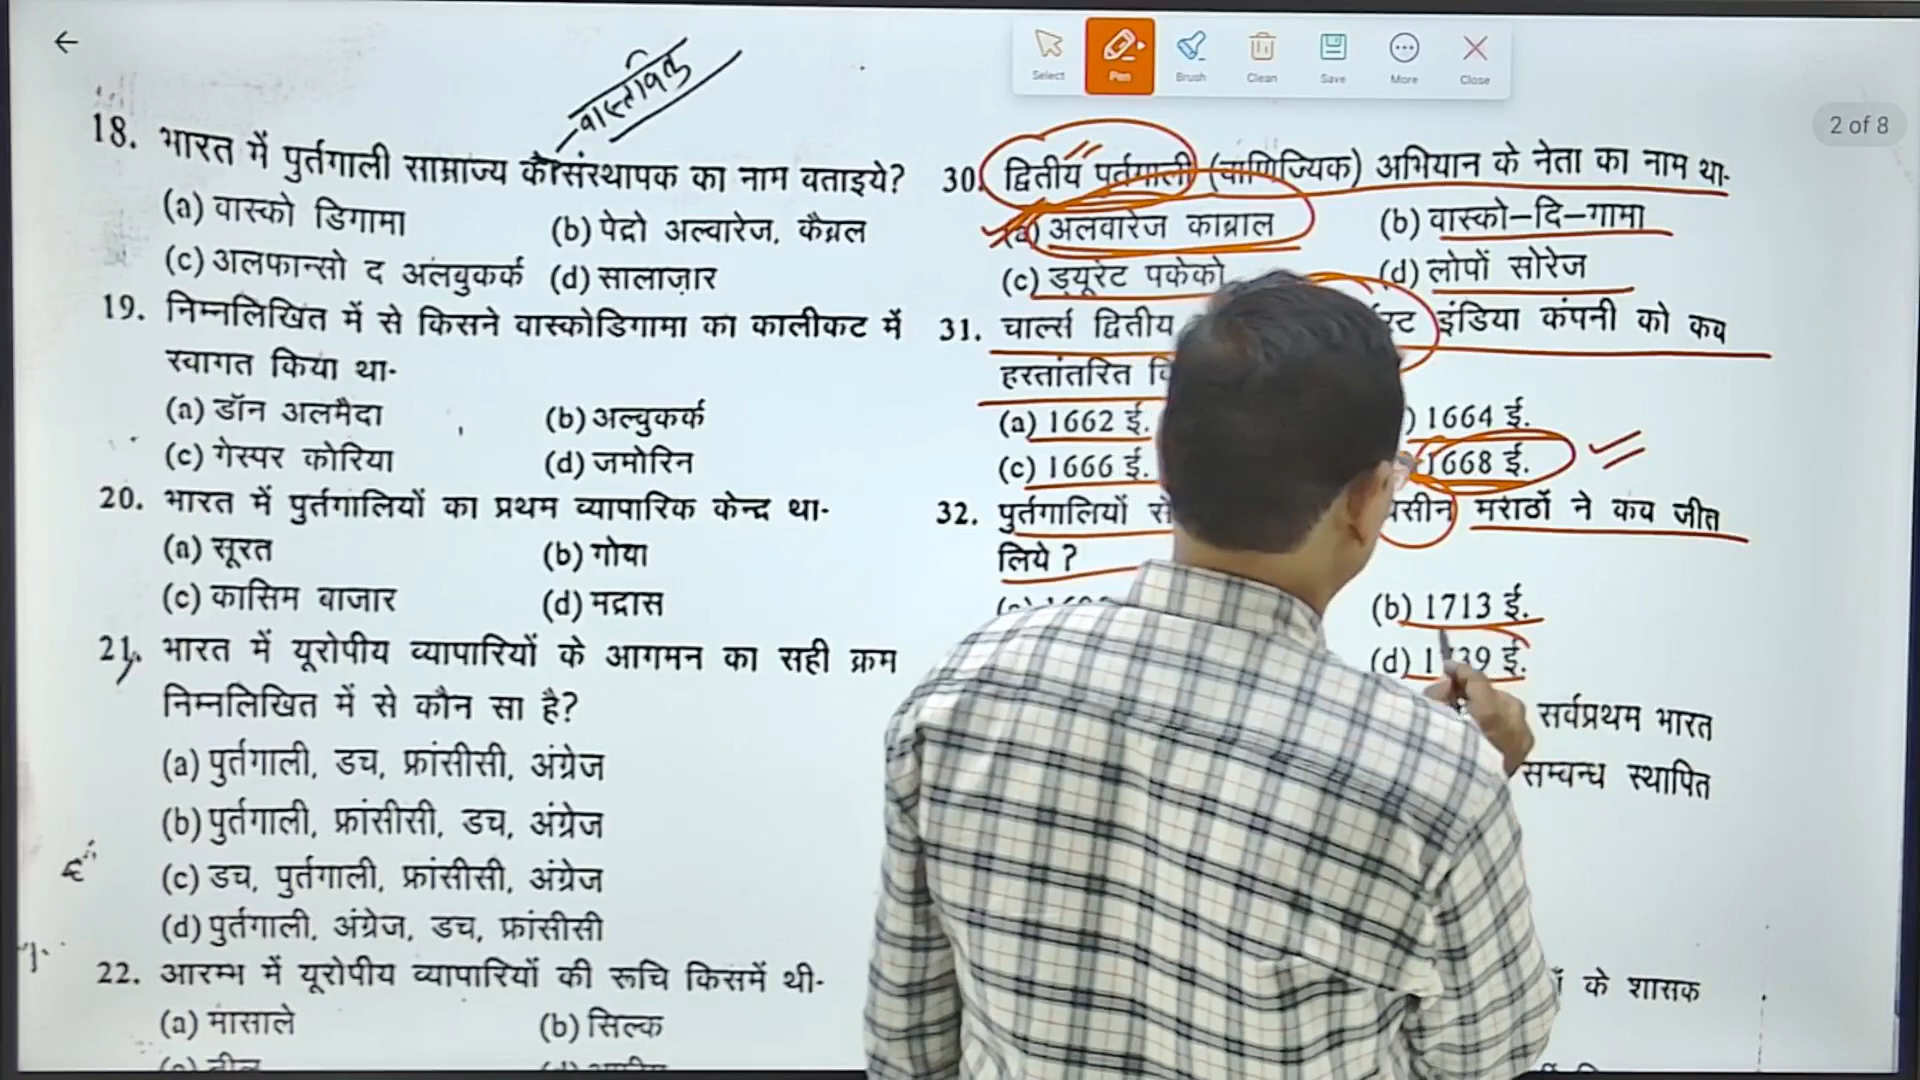 Select
Pen
Brush
Clean
Save
More
Close
2 of 8
वास्तविक
18. भारत में पुर्तगाली साम्राज्य के संस्थापक का नाम बताइये?
(a) वास्को डिगामा
(b) पेद्रो अल्वारेज, कैब्रल
(c) अलफान्सो द अलबुकर्क
(d) सालाज़ार
19. निम्नलिखित में से किसने वास्कोडिगामा का कालीकट में
स्वागत किया था-
(a) डॉन अलमैदा
(b) अल्बुकर्क
(c) गेस्पर कोरिया
(d) जमोरिन
20. भारत में पुर्तगालियों का प्रथम व्यापारिक केन्द्र था-
(a) सूरत
(b) गोवा
(c) कासिम बाजार
(d) मद्रास
21. भारत में यूरोपीय व्यापारियों के आगमन का सही क्रम
निम्नलिखित में से कौन सा है?
(a) पुर्तगाली, डच, फ्रांसीसी, अंग्रेज
(b) पुर्तगाली, फ्रांसीसी, डच, अंग्रेज
(c) डच, पुर्तगाली, फ्रांसीसी, अंग्रेज
(d) पुर्तगाली, अंग्रेज, डच, फ्रांसीसी
22. आरम्भ में यूरोपीय व्यापारियों की रूचि किसमें थी-
(a) मासाले
(b) सिल्क
30. द्वितीय पुर्तगाली (वाणिज्यिक) अभियान के नेता का नाम था-
(a) अलवारेज काब्राल
(b) वास्को-दि-गामा
(c) ड्यूरेट पकेको
(d) लोपों सोरेज
31. चार्ल्स द्वितीय इंडिया कंपनी को कब
हस्तांतरित
(a) 1662 ई.
1664 ई.
(c) 1666 ई.
1668 ई.
32. पुर्तगालियों से मराठों ने कब जीत
लिये ?
(b) 1713 ई.
(d) 1739 ई.
सर्वप्रथम भारत
सम्बन्ध स्थापित
के शासक